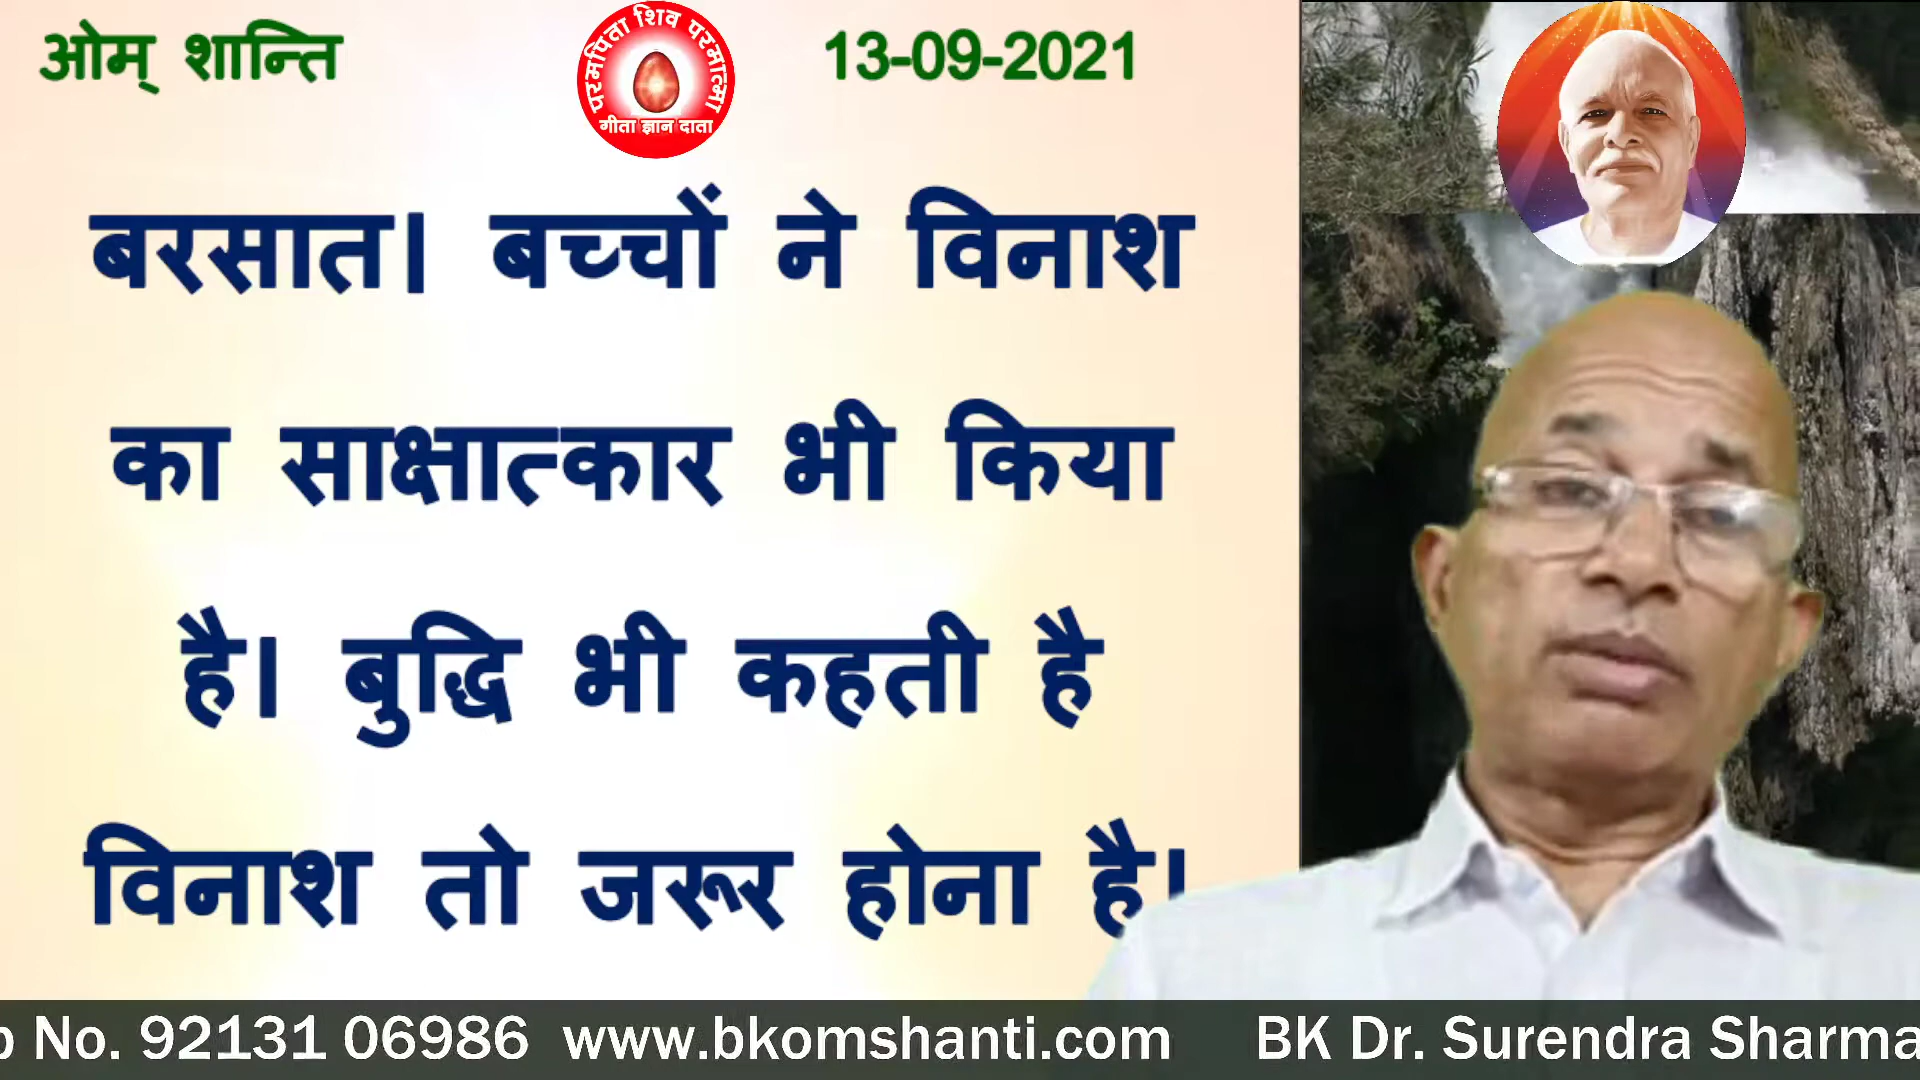 ओम् शान्ति
परमपिता शिव परमात्मा
गीता ज्ञान दाता
13-09-2021
बरसात। बच्चों ने विनाश
का साक्षात्कार भी किया
है। बुद्धि भी कहती है
विनाश तो जरूर होना है।
No. 92131 06986 www.bkomshanti.com BK Dr. Surendra Sharma